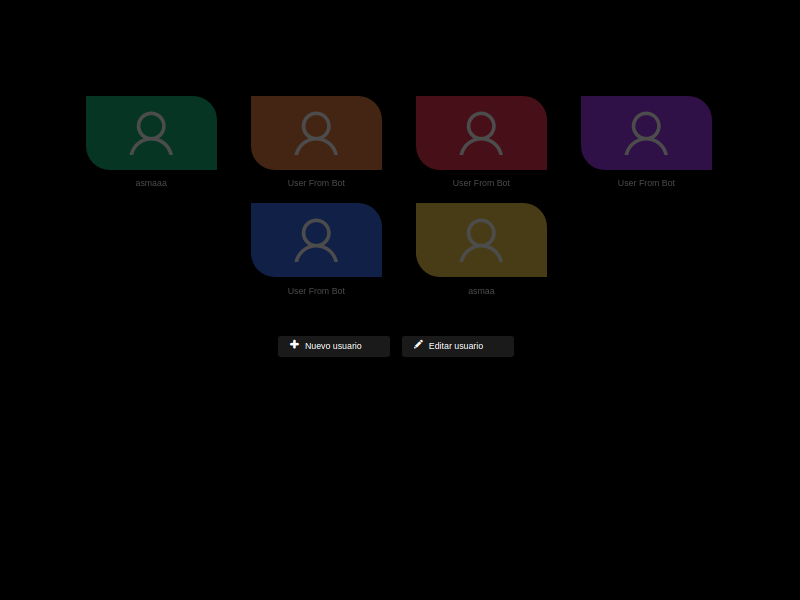 asmaaa
User From Bot
User From Bot
User From Bot
User From Bot
asmaa
Nuevo usuario
Editar usuario